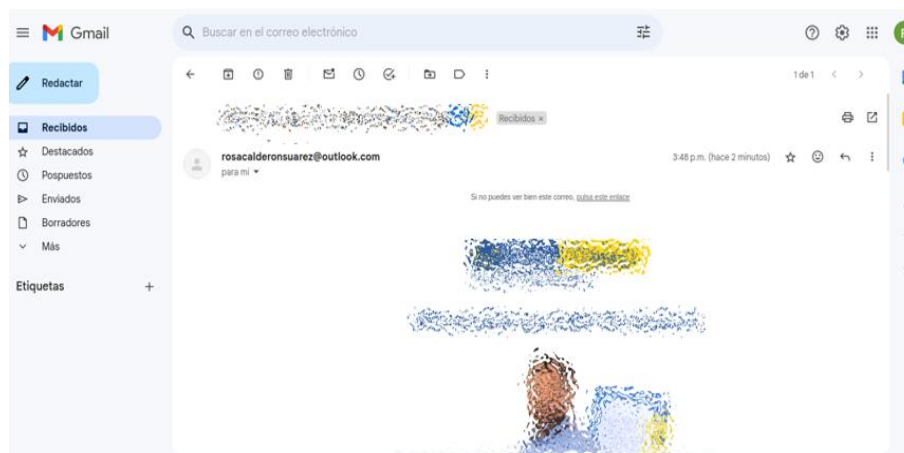 Gmail
Buscar en el correo electrónico
Redactar
1 de 1
Recibidos
Recibidos ×
Destacados
rosacalderonsuarez@outlook.com
3:48 p.m. (hace 2 minutos)
para mí
Pospuestos
Enviados
Si no puedes ver bien este correo, pulsa este enlace
Borradores
Más
Etiquetas